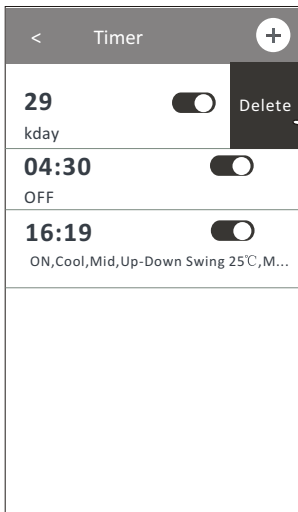 < Timer +
29
Delete
kday
04:30
OFF
16:19
ON,Cool,Mid,Up-Down Swing 25℃,M...